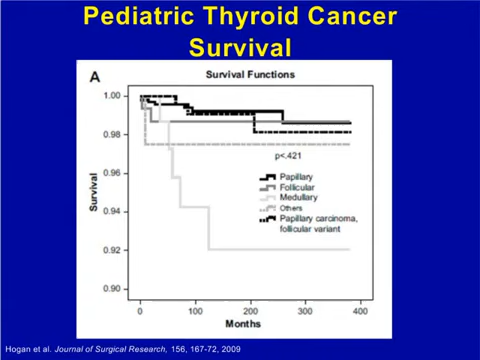 Pediatric Thyroid Cancer
Survival
A
Survival Functions
1.00
0.98
0.96
0.94
0.92
0.90
Survival
p<.421
Papillary
Follicular
Medullary
Others
Papillary carcinoma,
follicular variant
0 100 200 300 400
Months
Hogan et al. Journal of Surgical Research, 156, 167-72, 2009